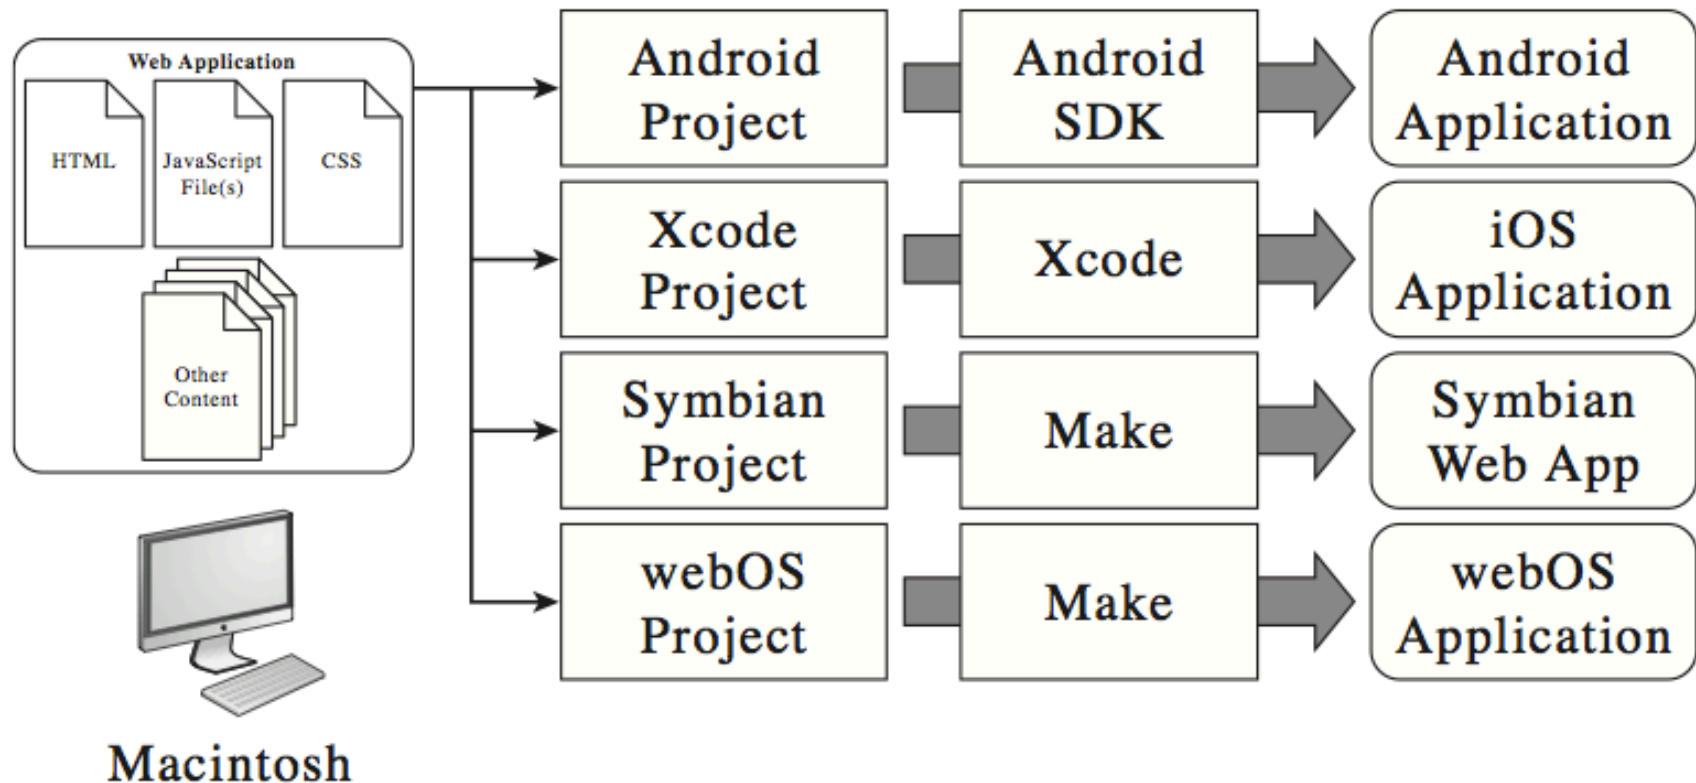 Web Application
HTML
JavaScript
File(s)
CSS
Other
Content
Macintosh
Android
Project
Android
SDK
Android
Application
Xcode
Project
Xcode
iOS
Application
Symbian
Project
Make
Symbian
Web App
webOS
Project
Make
webOS
Application